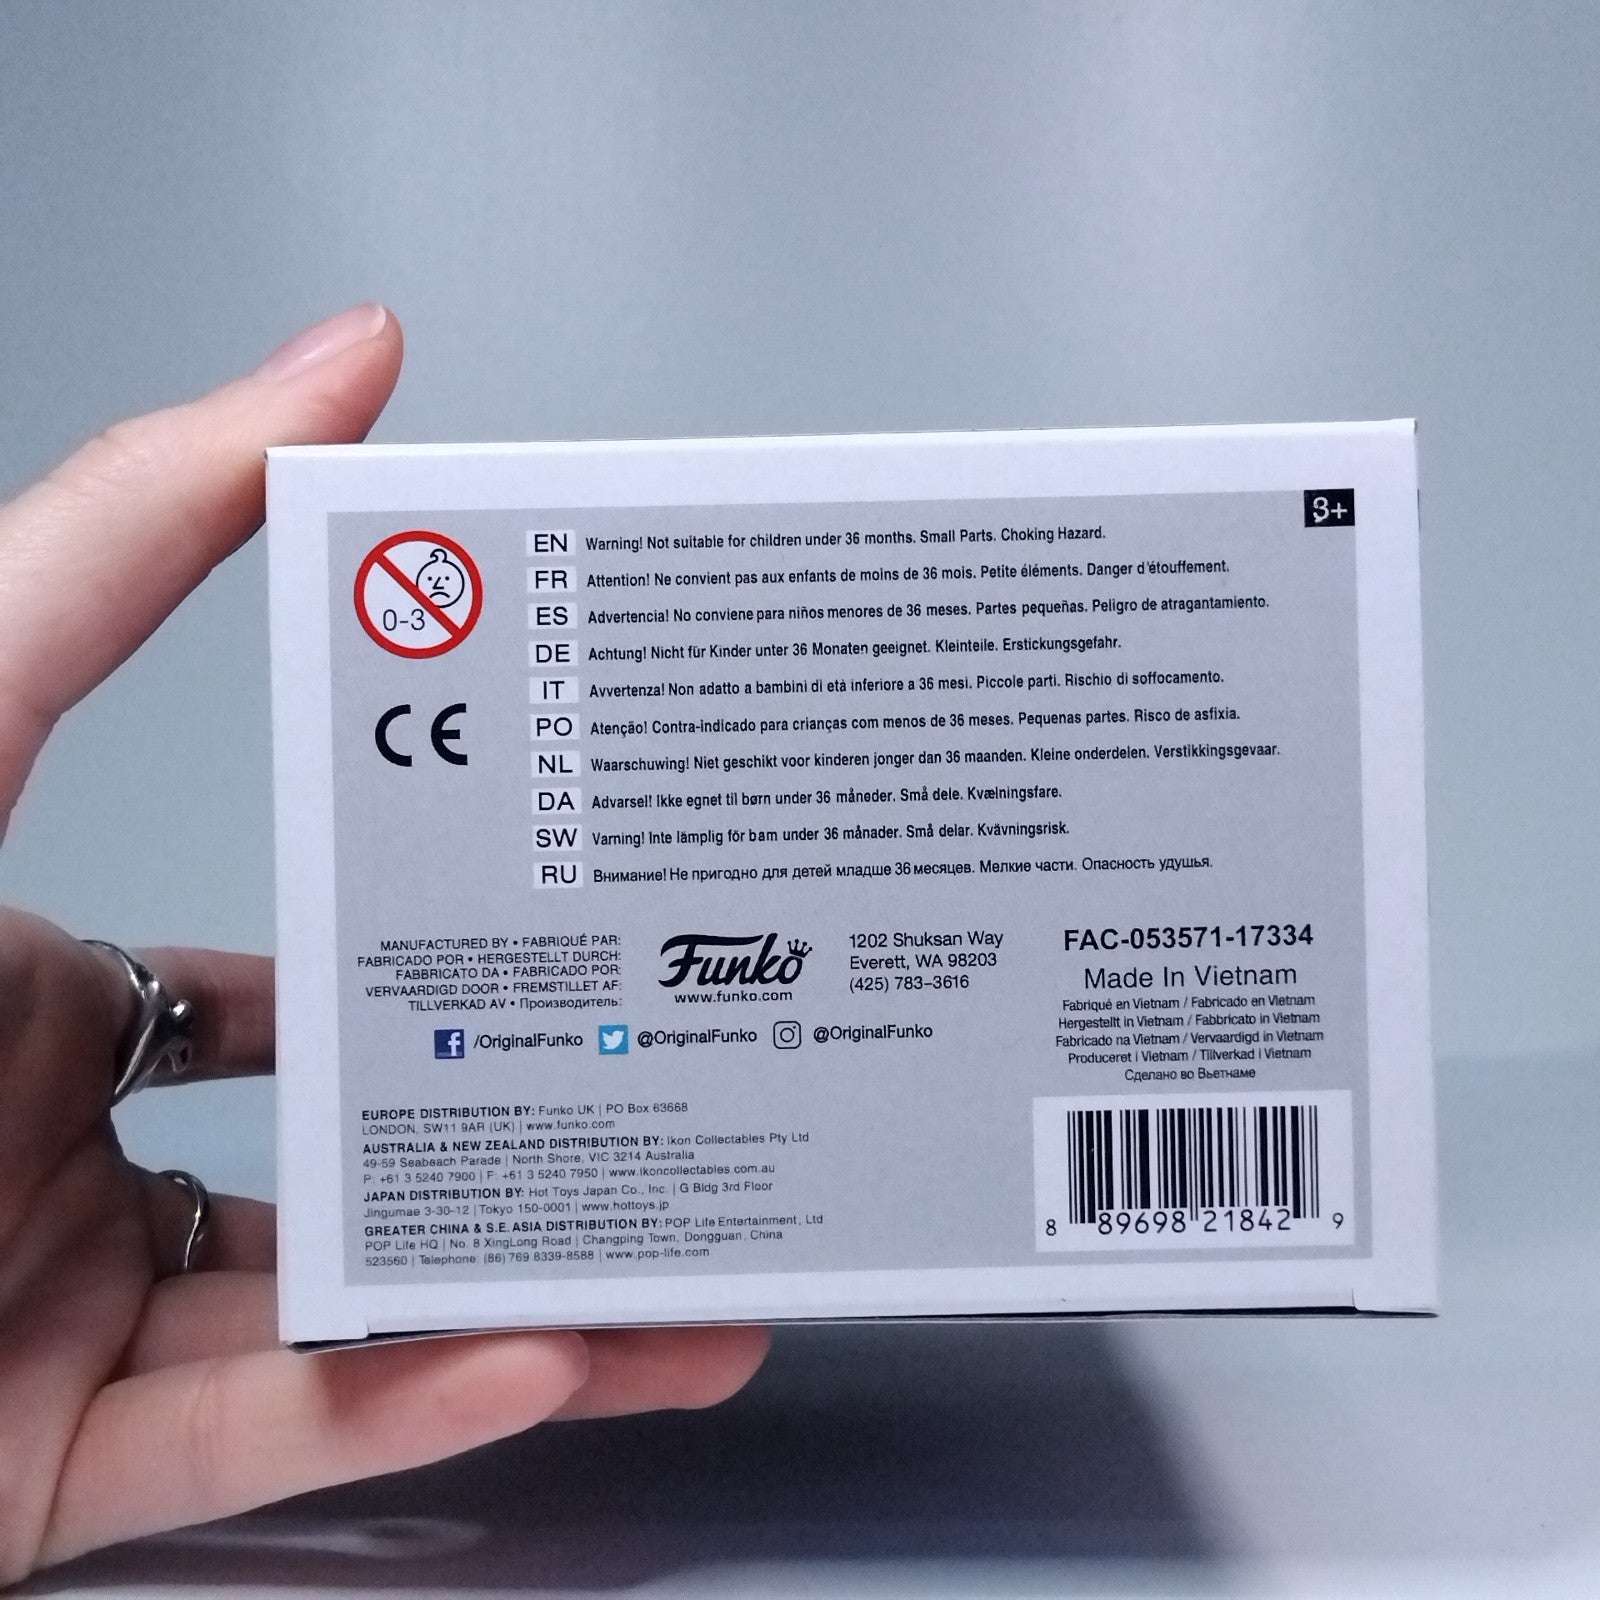 3+
0-3
EN Warning! Not suitable for children under 36 months. Small Parts. Choking Hazard.
FR Attention! Ne convient pas aux enfants de moins de 36 mois. Petite éléments. Danger d'étouffement.
ES Advertencia! No conviene para niños menores de 36 meses. Partes pequeñas. Peligro de atragantamiento.
DE Achtung! Nicht für Kinder unter 36 Monaten geeignet. Kleinteile. Erstickungsgefahr.
IT Avvertenza! Non adatto a bambini di età inferiore a 36 mesi. Piccole parti. Rischio di soffocamento.
PO Atenção! Contra-indicado para crianças com menos de 36 meses. Pequenas partes. Risco de asfixia.
NL Waarschuwing! Niet geschikt voor kinderen jonger dan 36 maanden. Kleine onderdelen. Verstikkingsgevaar.
DA Advarsel! Ikke egnet til børn under 36 måneder. Små dele. Kvælningsfare.
SW Varning! Inte lämplig för bam under 36 månader. Små delar. Kvävningsrisk.
RU Внимание! Не пригодно для детей младше 36 месяцев. Мелкие части. Опасность удушья.
CE
MANUFACTURED BY • FABRIQUÉ PAR:
FABRICADO POR • HERGESTELLT DURCH:
FABBRICATO DA • FABRICADO POR:
VERVAARDIGD DOOR • FREMSTILLET AF:
TILLVERKAD AV • Производитель:
Funko
www.funko.com
1202 Shuksan Way
Everett, WA 98203
(425) 783-3616
/OriginalFunko @OriginalFunko @OriginalFunko
FAC-053571-17334
Made In Vietnam
Fabriqué en Vietnam / Fabricado en Vietnam
Hergestellt in Vietnam / Fabbricato in Vietnam
Fabricado na Vietnam / Vervaardigd in Vietnam
Produceret i Vietnam / Tillverkad i Vietnam
Сделано во Вьетнаме
EUROPE DISTRIBUTION BY: Funko UK | PO Box 63668
LONDON, SW11 9AR (UK) | www.funko.com
AUSTRALIA & NEW ZEALAND DISTRIBUTION BY: Ikon Collectables Pty Ltd
49-59 Seabeach Parade | North Shore, VIC 3214 Australia
P: +61 3 5240 7900 | F: +61 3 5240 7950 | www.ikoncollectables.com.au
JAPAN DISTRIBUTION BY: Hot Toys Japan Co., Inc. | G Bldg 3rd Floor
Jingumae 3-30-12 | Tokyo 150-0001 | www.hottoys.jp
GREATER CHINA & S.E. ASIA DISTRIBUTION BY: POP Life Entertainment, Ltd
POP Life HQ | No. 8 XingLong Road | Changping Town, Dongguan, China
523560 | Telephone: (86) 769 8339-8588 | www.pop-life.com
8 89698 21842 9